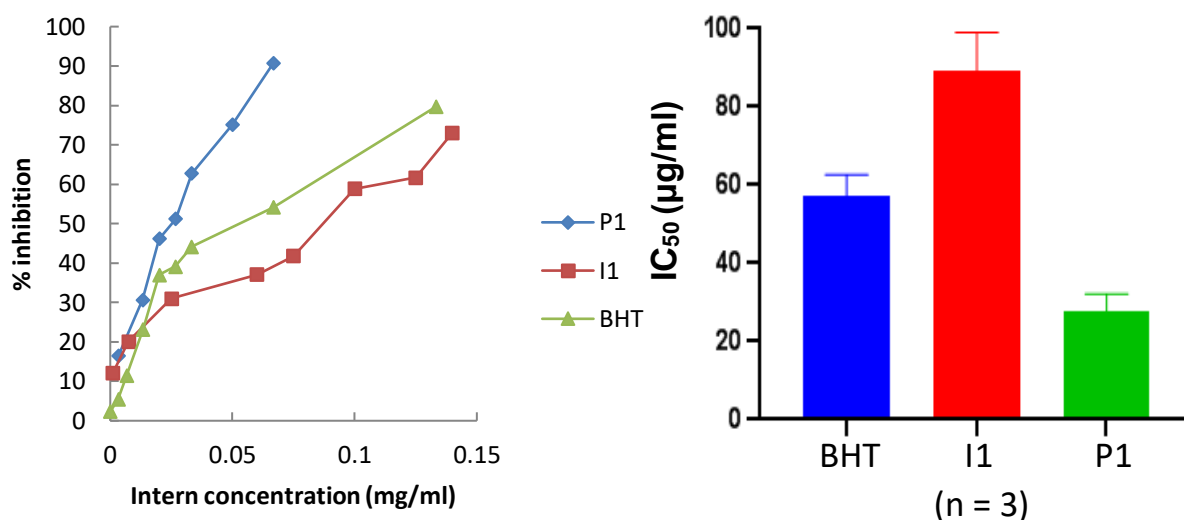 % inhibition
100
90
80
70
60
50
40
30
20
10
0
0 0.05 0.1 0.15
Intern concentration (mg/ml)
P1
I1
BHT
IC50 (µg/ml)
100
80
60
40
20
0
BHT I1 P1
(n = 3)